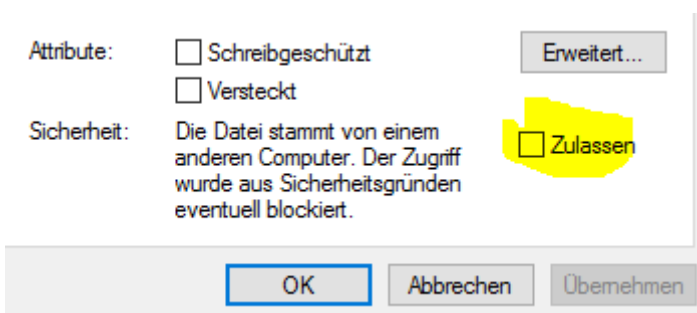 Attribute: Schreibgeschützt Erweitert...
Versteckt
Sicherheit: Die Datei stammt von einem
anderen Computer. Der Zugriff
wurde aus Sicherheitsgründen
eventuell blockiert.
Zulassen
OK Abbrechen Übernehmen